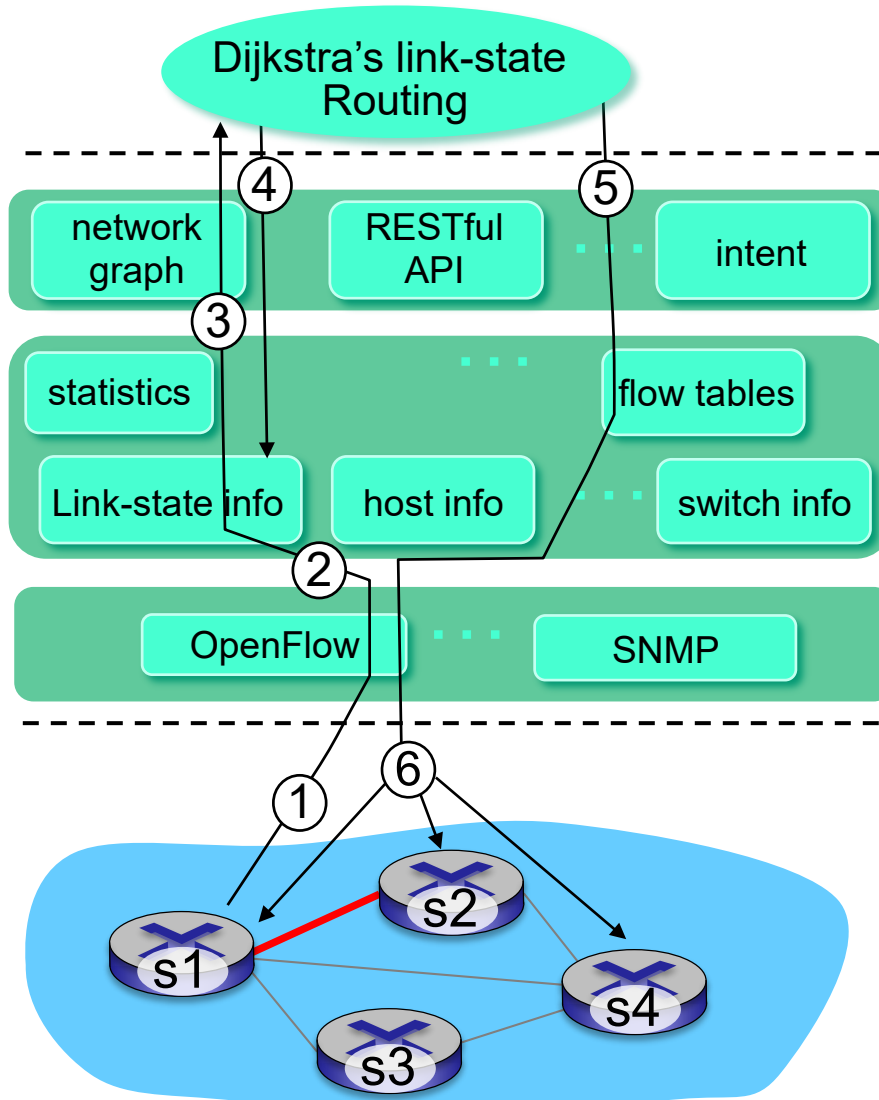 Dijkstra’s link-state
Routing
4
5
network
graph
RESTful
API
. . .
intent
3
statistics
. . .
flow tables
Link-state info
host info
. . .
switch info
2
OpenFlow
. . .
SNMP
1
6
s2
s1
s4
s3